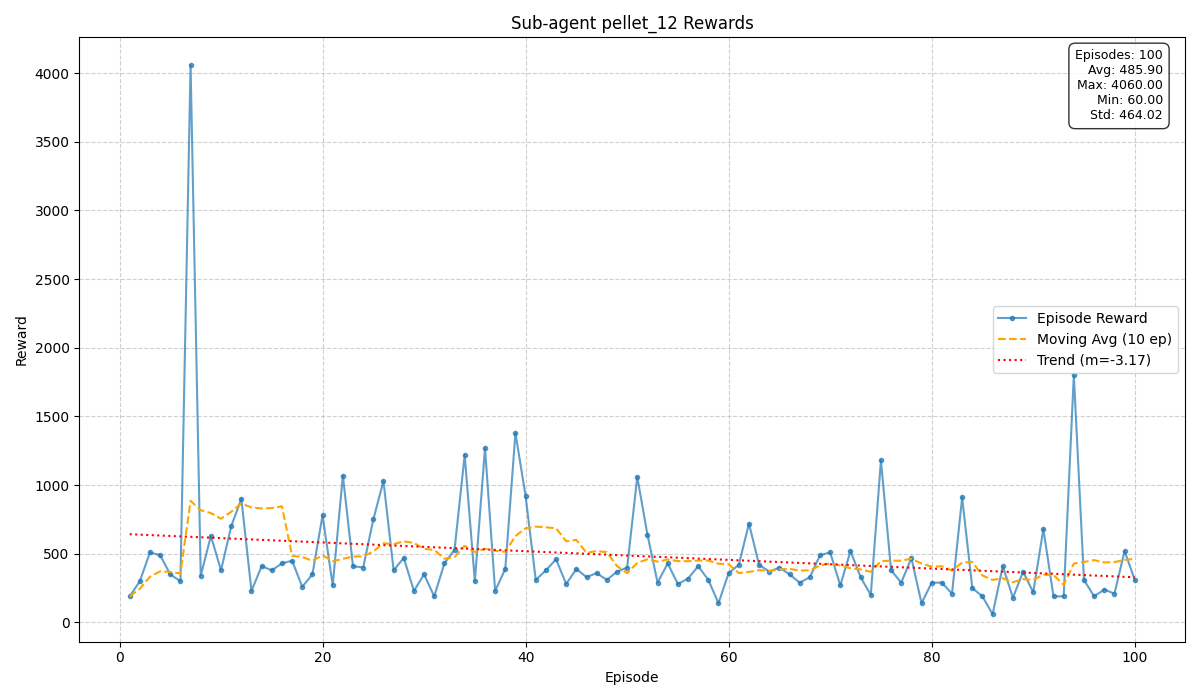 Sub-agent pellet_12 Rewards
Episodes: 100
Avg: 485.90
Max: 4060.00
Min: 60.00
Std: 464.02
4000
3500
3000
2500
2000
1500
1000
500
0
Reward
Episode Reward
Moving Avg (10 ep)
Trend (m=-3.17)
0 20 40 60 80 100
Episode